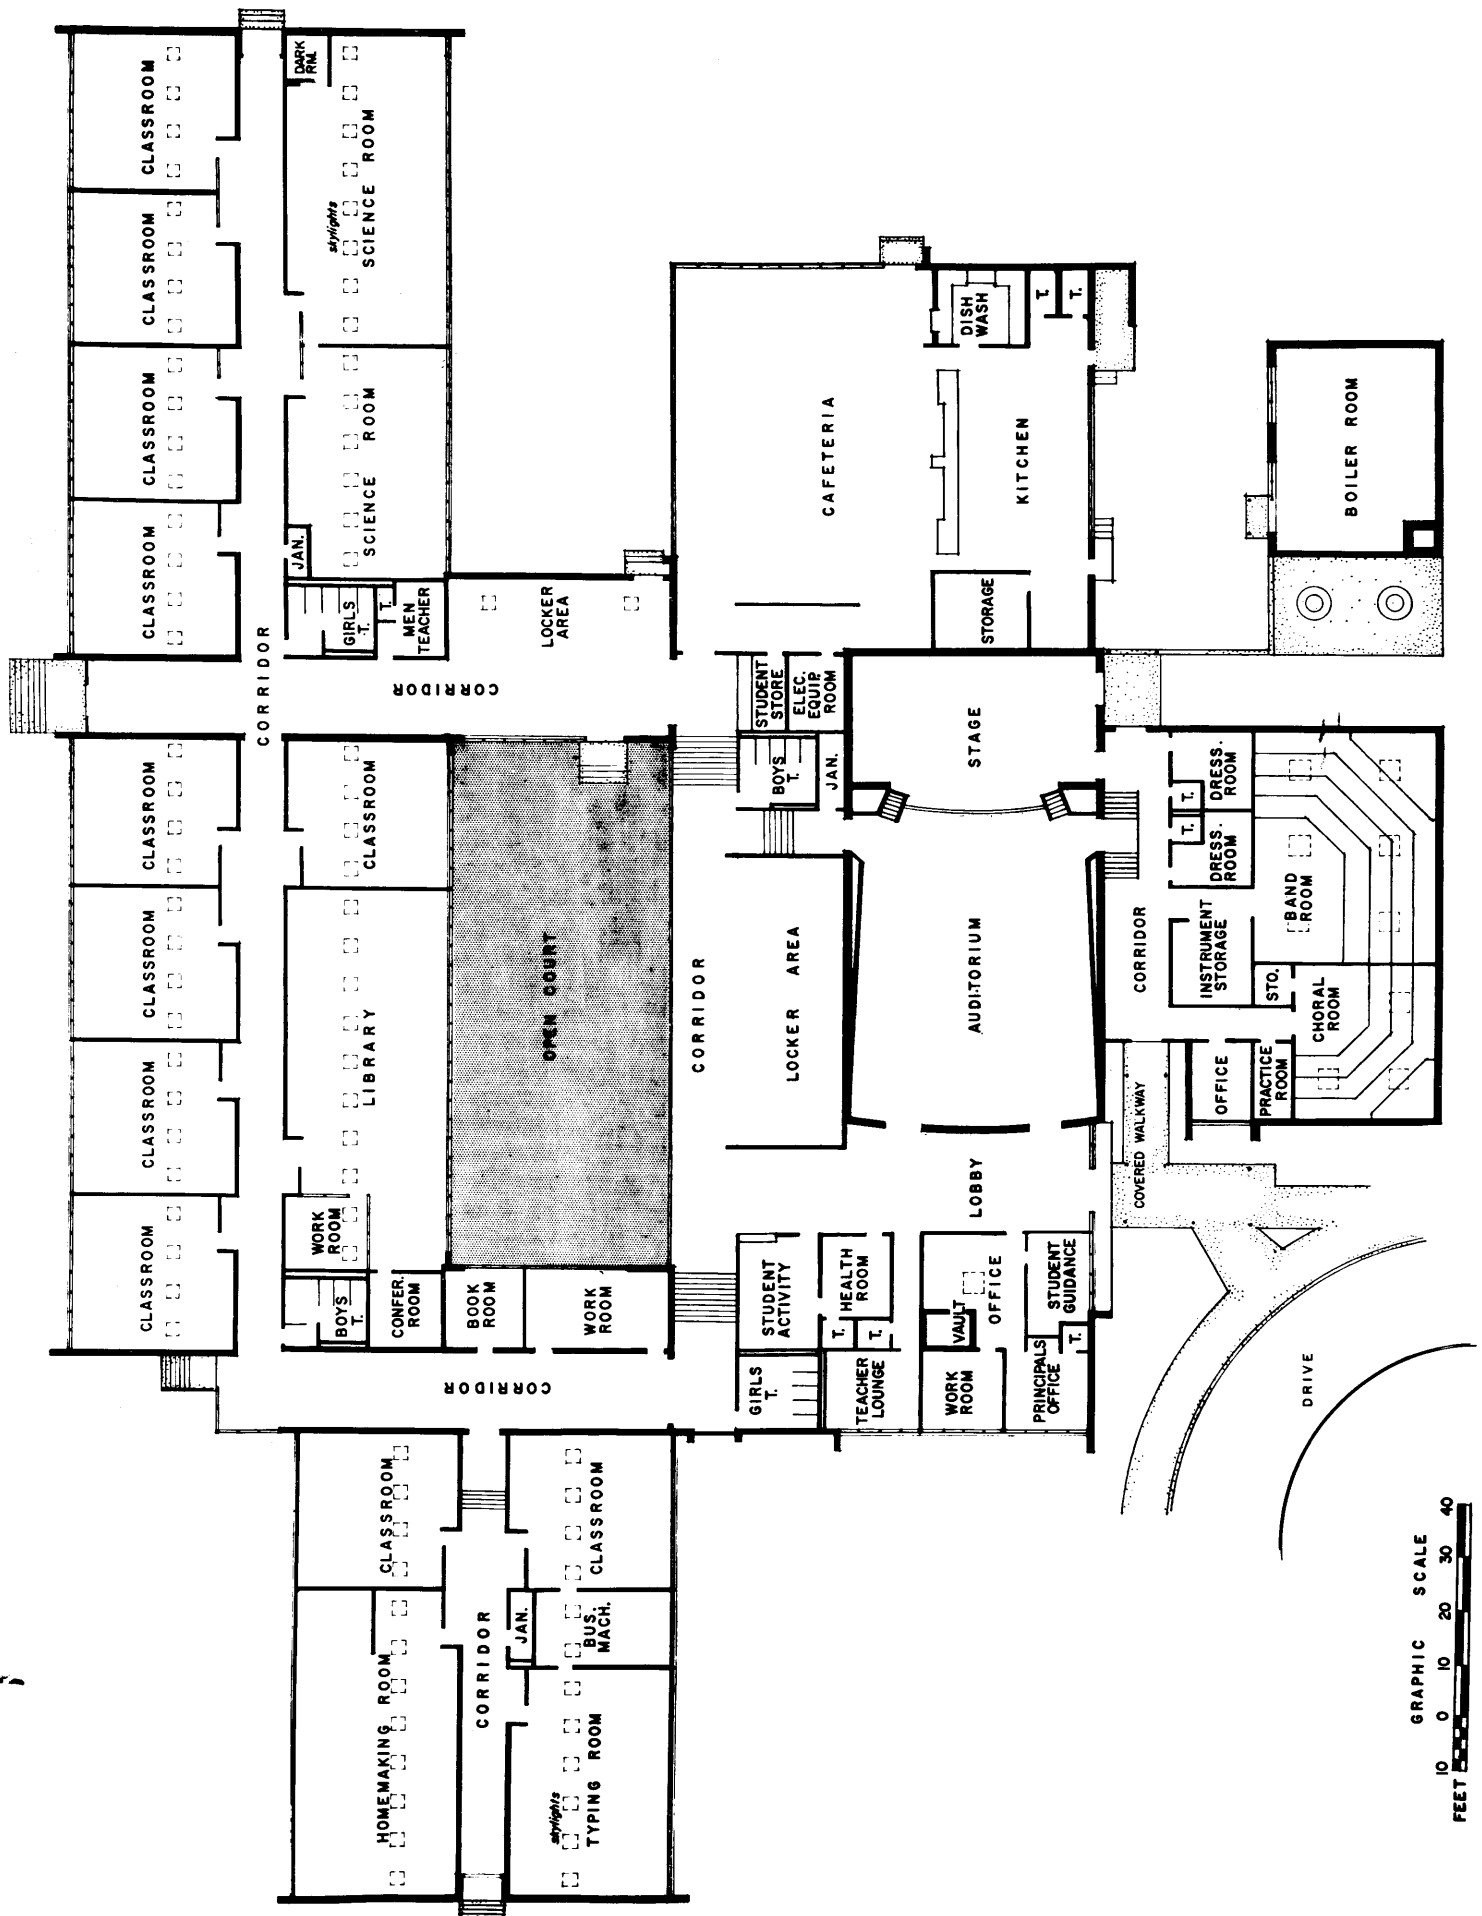 CLASSROOM
CLASSROOM
CLASSROOM
CLASSROOM
CLASSROOM
CLASSROOM
CLASSROOM
CLASSROOM
DARK
RM.
skylights
SCIENCE ROOM
SCIENCE ROOM
JAN.
GIRLS
T.
T.
MEN
TEACHER
LOCKER
AREA
CORRIDOR
CORRIDOR
CLASSROOM
LIBRARY
WORK
ROOM
BOYS
T.
CONFER.
ROOM
BOOK
ROOM
WORK
ROOM
OPEN COURT
CORRIDOR
CORRIDOR
LOCKER AREA
CAFETERIA
DISH
WASH
T.
T.
KITCHEN
STORAGE
STUDENT
STORE
ELEC.
EQUIP.
ROOM
BOYS
T.
JAN.
STAGE
AUDITORIUM
LOBBY
STUDENT
ACTIVITY
HEALTH
ROOM
T.
T.
GIRLS
T.
TEACHER
LOUNGE
VAULT
OFFICE
WORK
ROOM
STUDENT
GUIDANCE
PRINCIPALS
OFFICE
T.
BOILER ROOM
CORRIDOR
T.
DRESS.
ROOM
T.
DRESS.
ROOM
INSTRUMENT
STORAGE
BAND
ROOM
STO.
CHORAL
ROOM
OFFICE
PRACTICE
ROOM
COVERED WALKWAY
DRIVE
CLASSROOM
CLASSROOM
HOMEMAKING ROOM
CORRIDOR
JAN.
BUS.
MACH.
skylights
TYPING ROOM
GRAPHIC SCALE
10 0 10 20 30 40
FEET